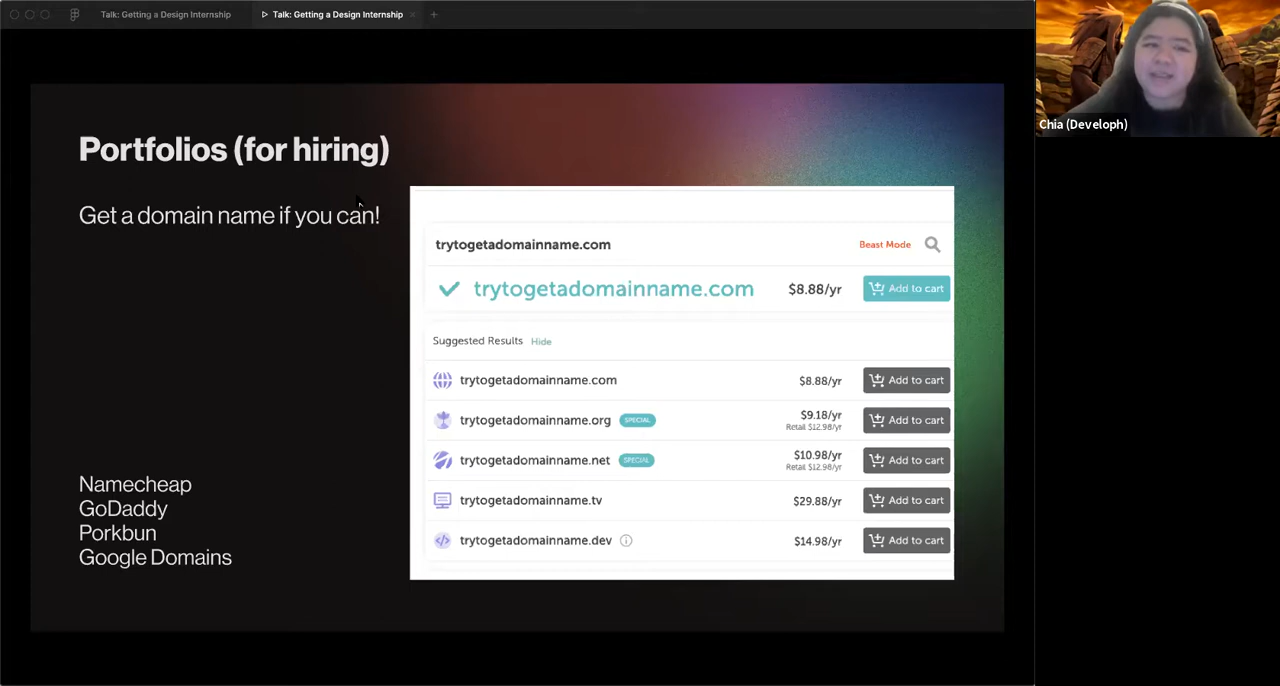 Talk: Getting a Design Internship
Talk: Getting a Design Internship
Chia (Developh)
Portfolios (for hiring)
Get a domain name if you can!
trytogetadomainname.com Beast Mode
trytogetadomainname.com $8.88/yr Add to cart
Suggested Results Hide
trytogetadomainname.com $8.88/yr Add to cart
trytogetadomainname.org SPECIAL $9.18/yr Add to cart
Retail $12.98/yr
trytogetadomainname.net SPECIAL $10.98/yr Add to cart
Retail $12.98/yr
trytogetadomainname.tv $29.88/yr Add to cart
trytogetadomainname.dev $14.98/yr Add to cart
Namecheap
GoDaddy
Porkbun
Google Domains